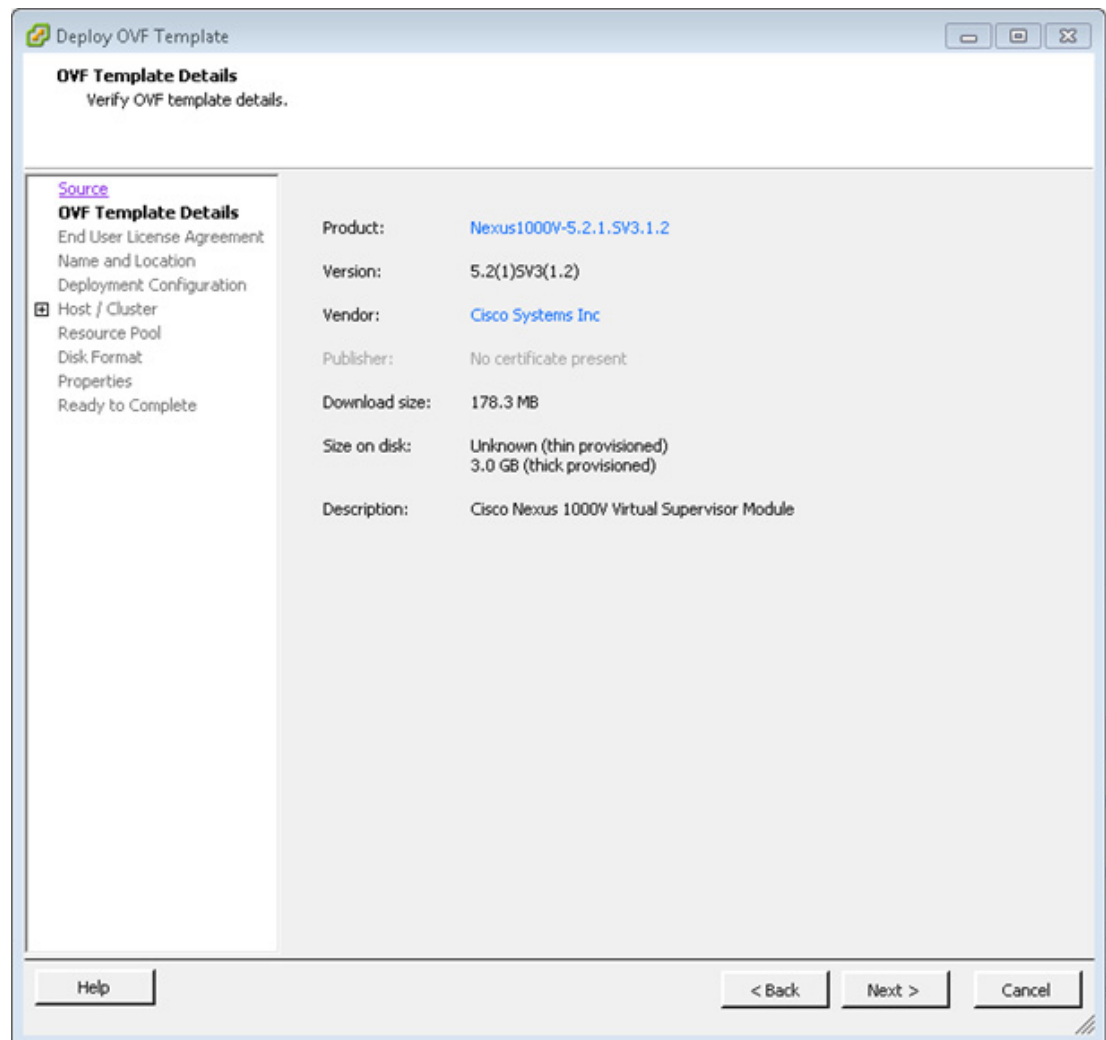 Deploy OVF Template
OVF Template Details
Verify OVF template details.
Source
OVF Template Details
End User License Agreement
Name and Location
Deployment Configuration
Host / Cluster
Resource Pool
Disk Format
Properties
Ready to Complete
Product: Nexus1000V-5.2.1.SV3.1.2
Version: 5.2(1)SV3(1.2)
Vendor: Cisco Systems Inc
Publisher: No certificate present
Download size: 178.3 MB
Size on disk: Unknown (thin provisioned)
3.0 GB (thick provisioned)
Description: Cisco Nexus 1000V Virtual Supervisor Module
Help
< Back
Next >
Cancel